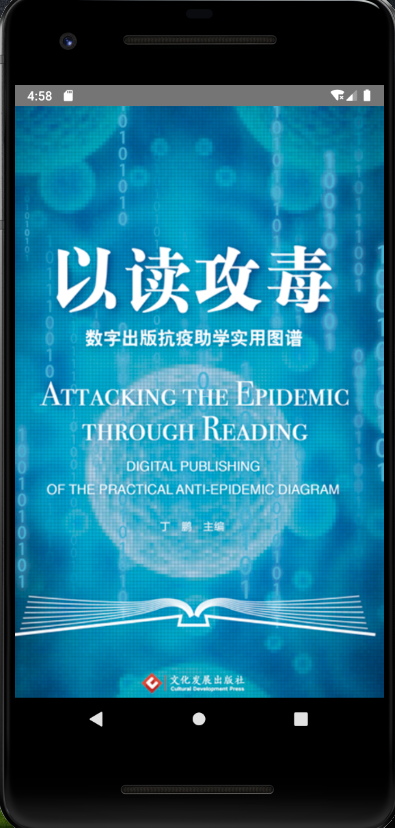 4:58
以读攻毒
数字出版抗疫助学实用图谱
ATTACKING THE EPIDEMIC
THROUGH READING
DIGITAL PUBLISHING
OF THE PRACTICAL ANTI-EPIDEMIC DIAGRAM
丁 鹏 主编
文化发展出版社
Cultural Development Press